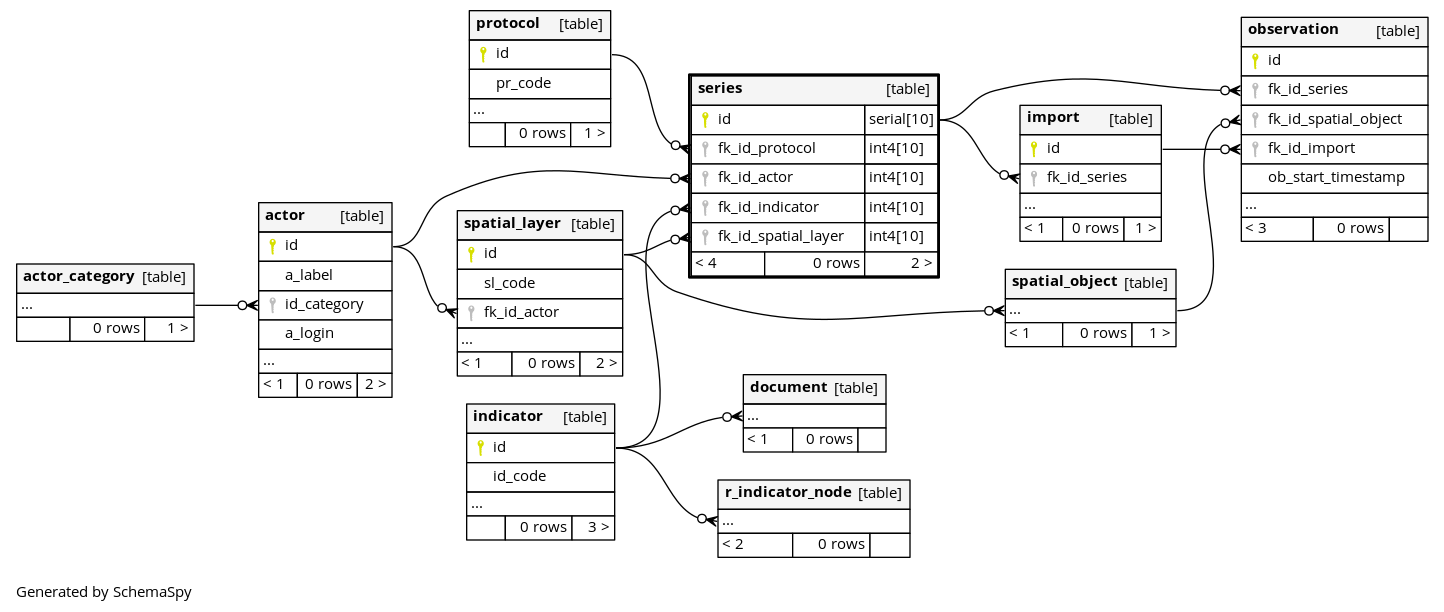 protocol [table]
id
pr_code
...
0 rows 1 >
series [table]
id serial[10]
fk_id_protocol int4[10]
fk_id_actor int4[10]
fk_id_indicator int4[10]
fk_id_spatial_layer int4[10]
< 4 0 rows 2 >
observation [table]
id
fk_id_series
fk_id_spatial_object
fk_id_import
ob_start_timestamp
...
< 3 0 rows
import [table]
id
fk_id_series
...
< 1 0 rows 1 >
actor [table]
id
a_label
id_category
a_login
...
< 1 0 rows 2 >
spatial_layer [table]
id
sl_code
fk_id_actor
...
< 1 0 rows 2 >
actor_category [table]
...
0 rows 1 >
spatial_object [table]
...
< 1 0 rows 1 >
document [table]
...
< 1 0 rows
indicator [table]
id
id_code
...
0 rows 3 >
r_indicator_node [table]
...
< 2 0 rows
Generated by SchemaSpy